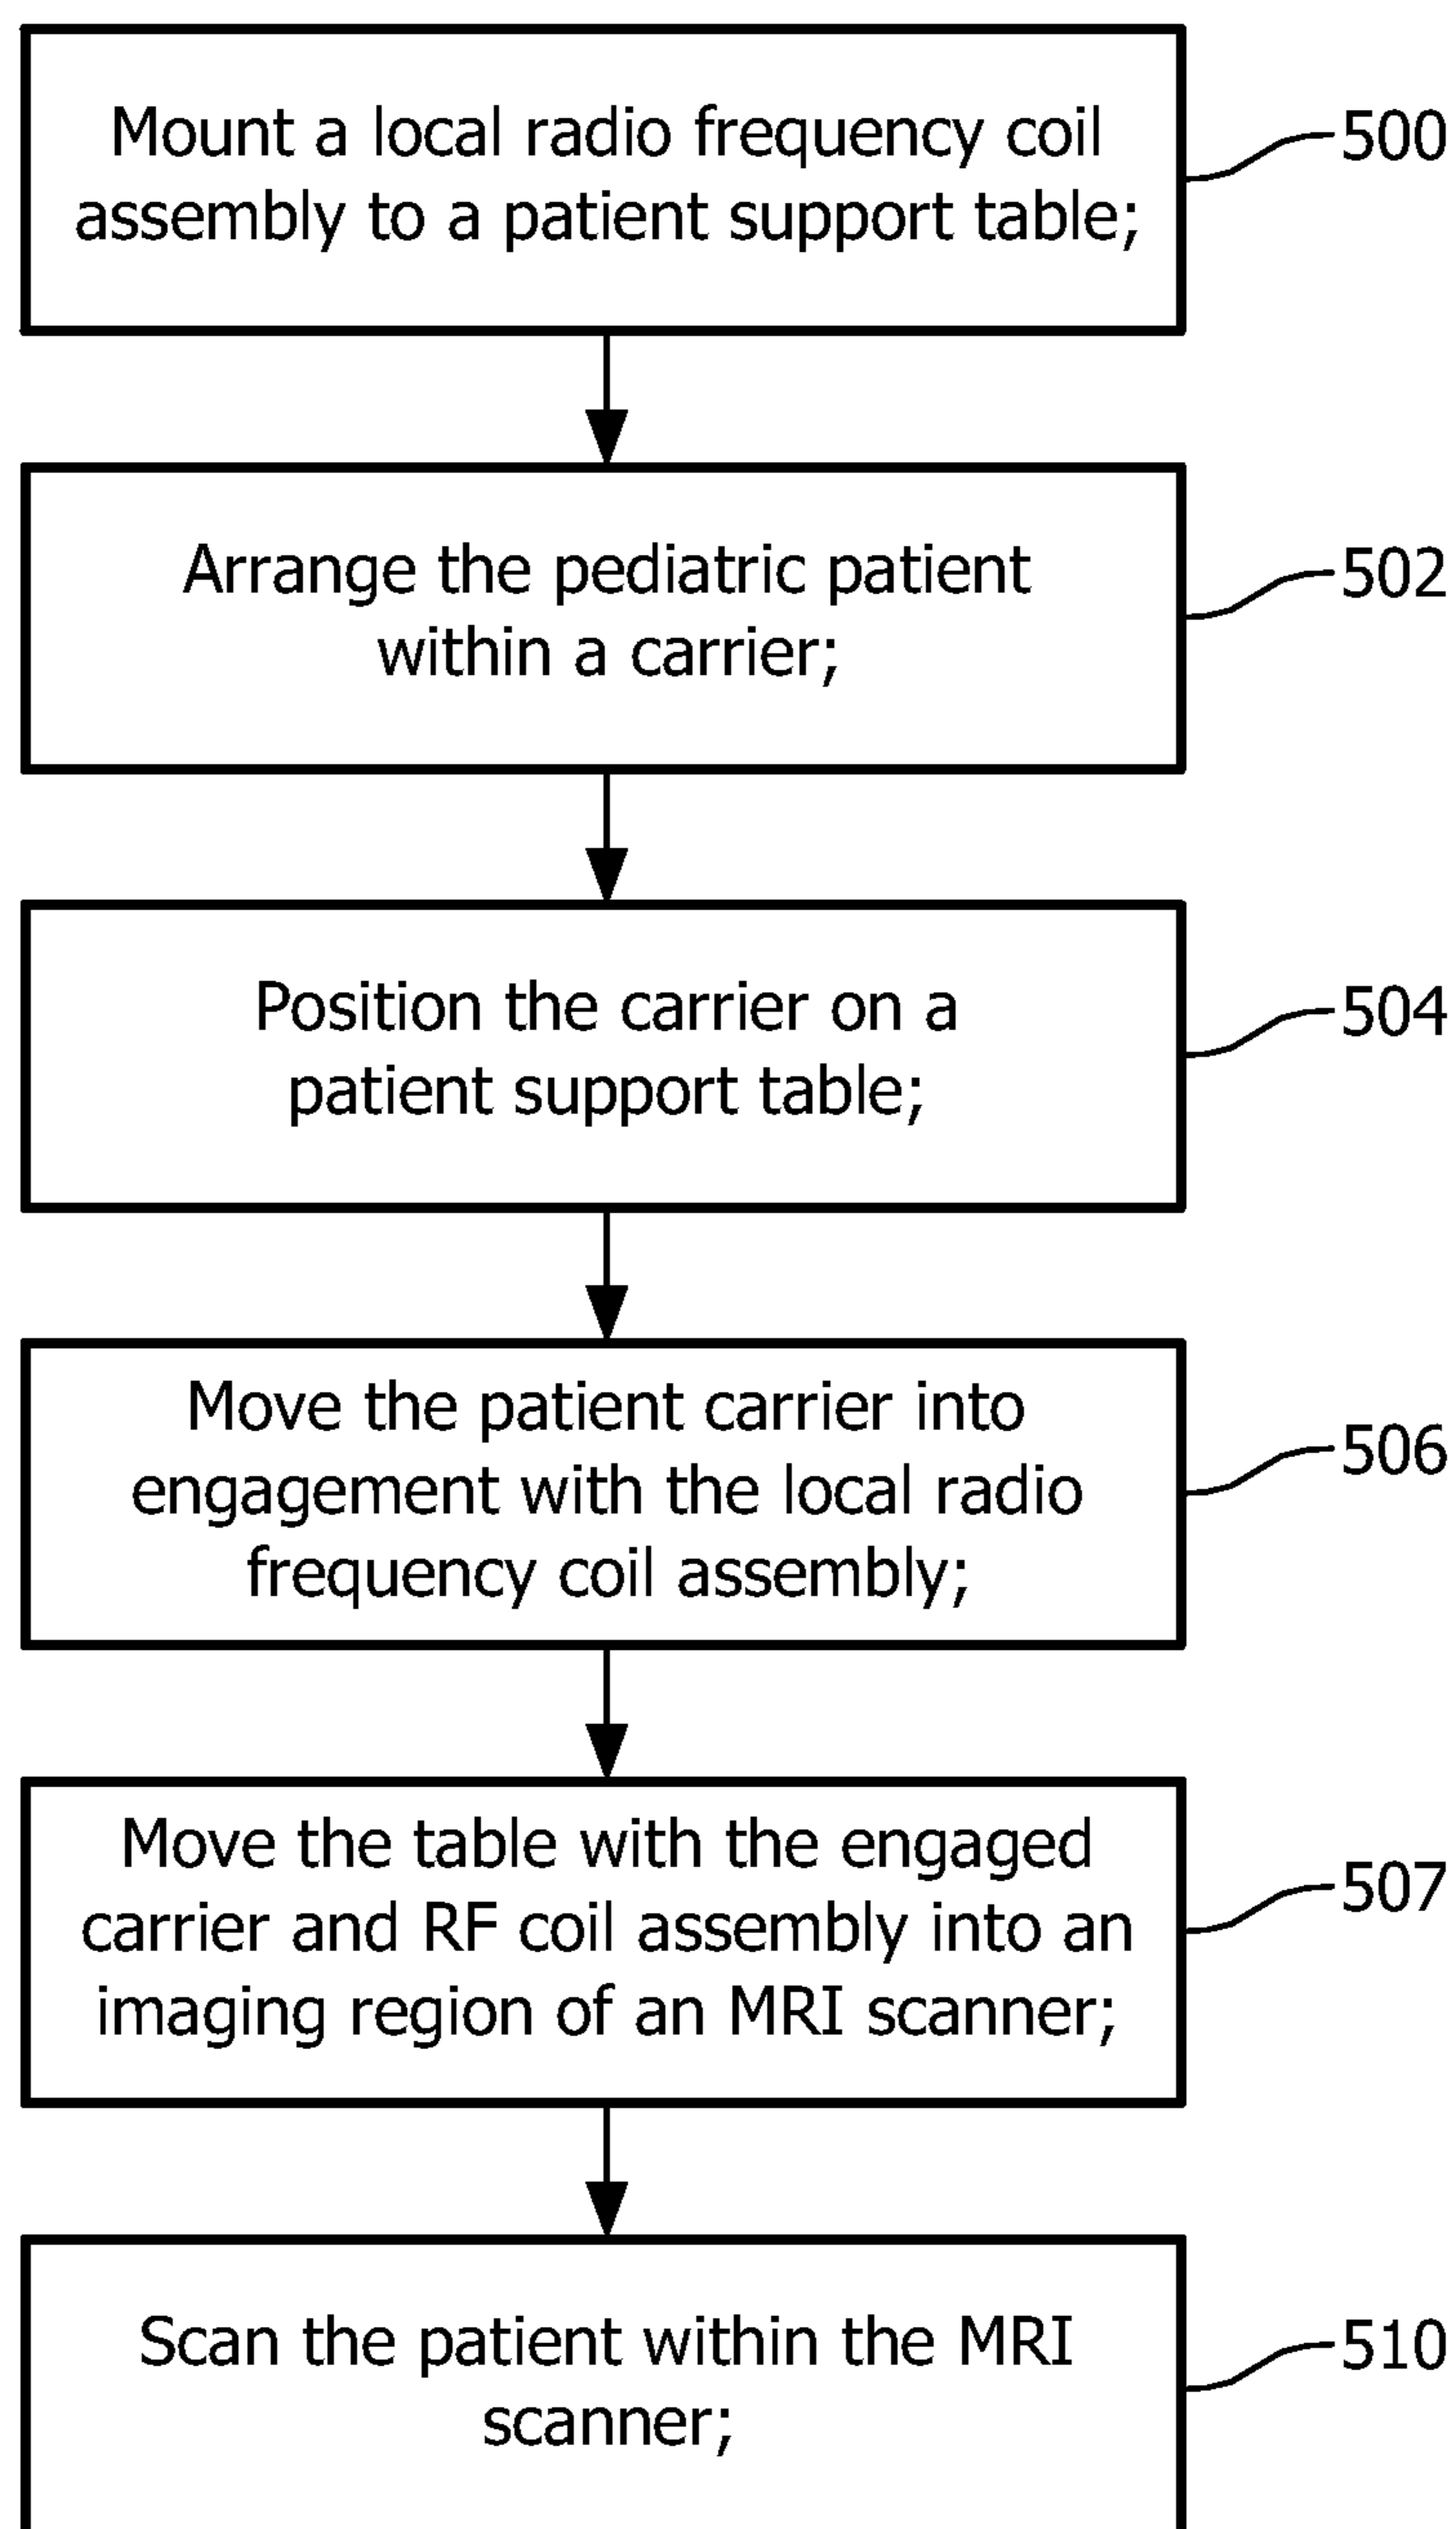 Mount a local radio frequency coil
assembly to a patient support table;
500
Arrange the pediatric patient
within a carrier;
502
Position the carrier on a
patient support table;
504
Move the patient carrier into
engagement with the local radio
frequency coil assembly;
506
Move the table with the engaged
carrier and RF coil assembly into an
imaging region of an MRI scanner;
507
Scan the patient within the MRI
scanner;
510